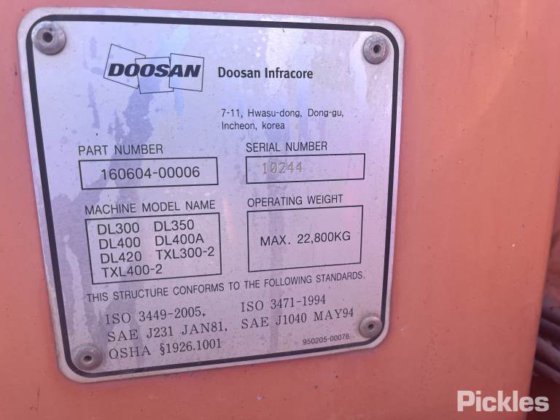 DOOSAN Doosan Infracore
7-11, Hwasu-dong, Dong-gu,
Incheon, korea
PART NUMBER SERIAL NUMBER
160604-00006 10244
MACHINE MODEL NAME OPERATING WEIGHT
DL300 DL350
DL400 DL400A
DL420 TXL300-2
TXL400-2
MAX. 22,800KG
THIS STRUCTURE CONFORMS TO THE FOLLOWING STANDARDS.
ISO 3449-2005, ISO 3471-1994
SAE J231 JAN81, SAE J1040 MAY94
OSHA §1926.1001
950205-00076
Pickles